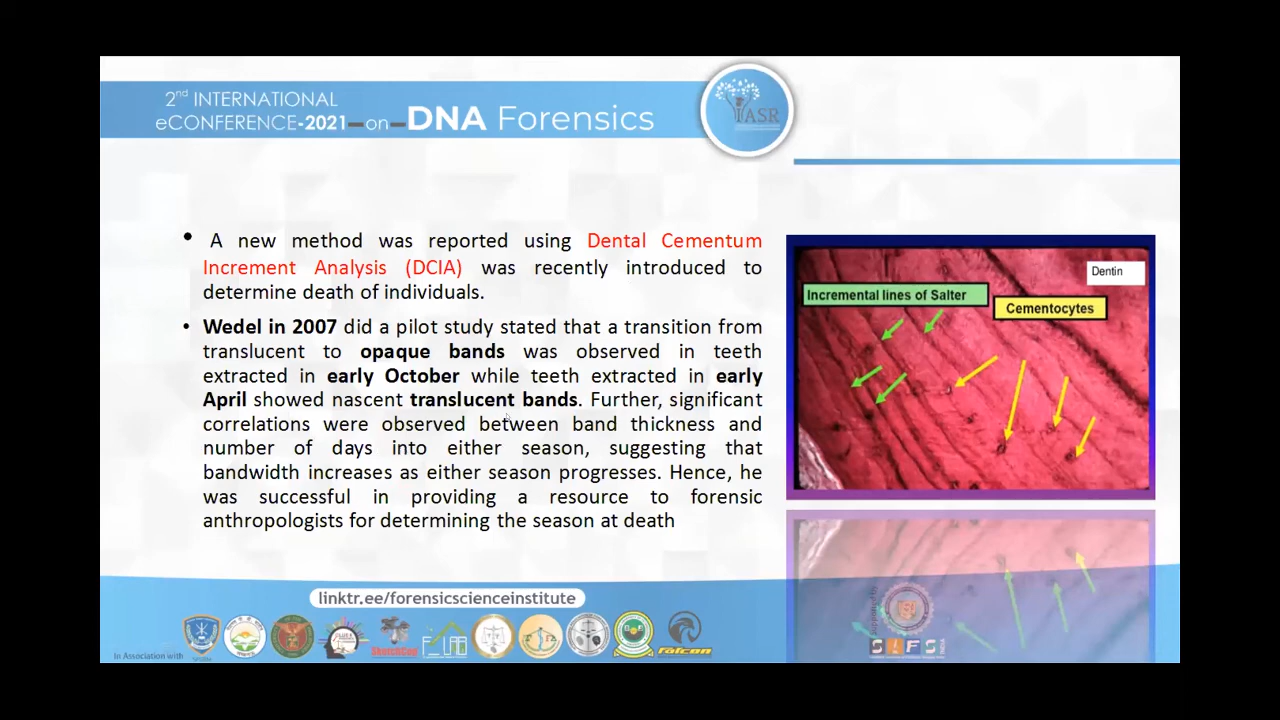 2nd INTERNATIONAL
eCONFERENCE-2021-on-DNA Forensics
IASR
• A new method was reported using Dental Cementum
Increment Analysis (DCIA) was recently introduced to
determine death of individuals.
• Wedel in 2007 did a pilot study stated that a transition from
translucent to opaque bands was observed in teeth
extracted in early October while teeth extracted in early
April showed nascent translucent bands. Further, significant
correlations were observed between band thickness and
number of days into either season, suggesting that
bandwidth increases as either season progresses. Hence, he
was successful in providing a resource to forensic
anthropologists for determining the season at death
Dentin
Incremental lines of Salter
Cementocytes
linktr.ee/forensicscienceinstitute
In Association with
Supported by
SIFS
INDIA
falcon